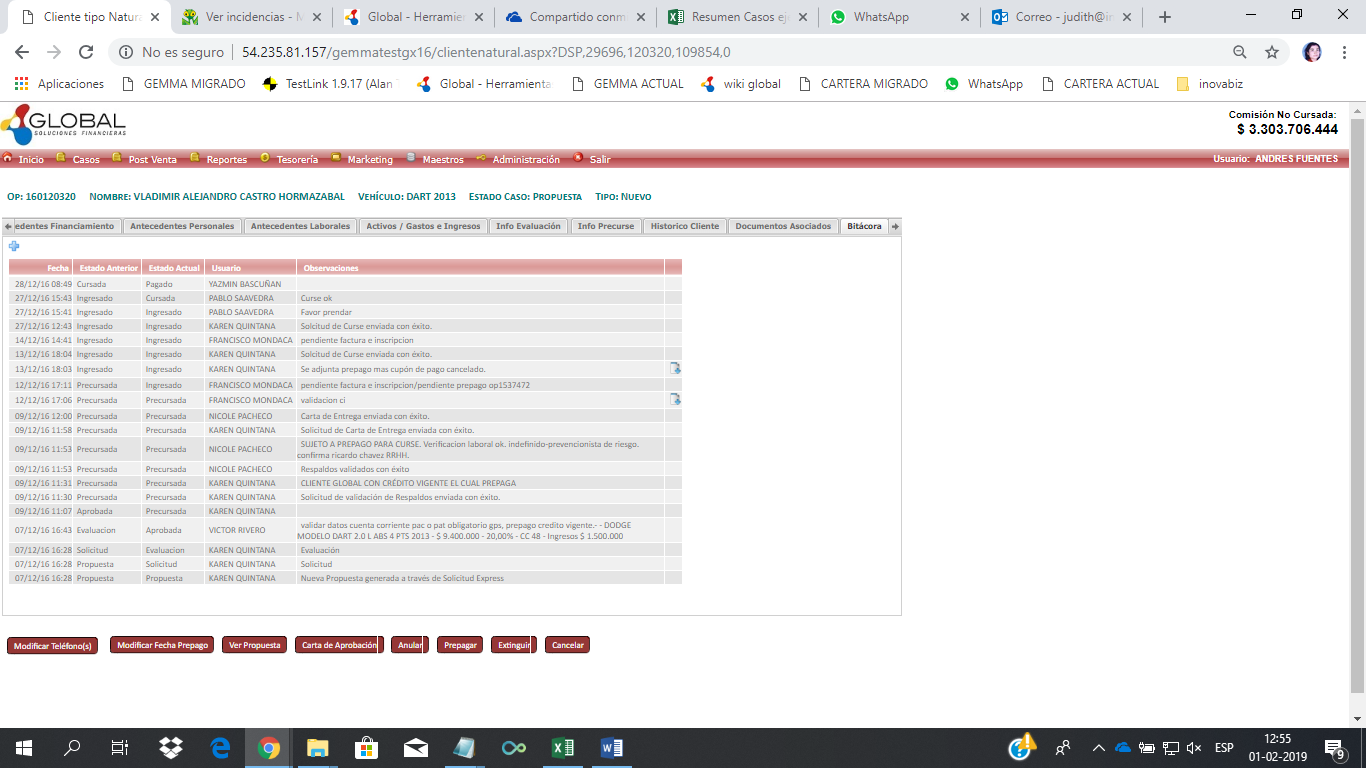 Cliente tipo Natura
Ver incidencias - M
Global - Herramien
Compartido conm
Resumen Casos eje
WhatsApp
Correo - judith@in
No es seguro | 54.235.81.157/gemmatestgx16/clientenatural.aspx?DSP,29696,120320,109854,0
Aplicaciones GEMMA MIGRADO TestLink 1.9.17 (Alan Global - Herramienta GEMMA ACTUAL wiki global CARTERA MIGRADO WhatsApp CARTERA ACTUAL inovabiz
GLOBAL
SOLUCIONES FINANCIERAS
Comisión No Cursada:
$ 3.303.706.444
Inicio Casos Post Venta Reportes Tesorería Marketing Maestros Administración Salir Usuario: ANDRES FUENTES
OP: 160120320 NOMBRE: VLADIMIR ALEJANDRO CASTRO HORMAZABAL VEHÍCULO: DART 2013 ESTADO CASO: PROPUESTA TIPO: NUEVO
edentes Financiamiento Antecedentes Personales Antecedentes Laborales Activos / Gastos e Ingresos Info Evaluación Info Precurse Historico Cliente Documentos Asociados Bitácora
Fecha Estado Anterior Estado Actual Usuario Observaciones
28/12/16 08:49 Cursada Pagado YAZMIN BASCUÑAN
27/12/16 15:43 Ingresado Cursada PABLO SAAVEDRA Curse ok
27/12/16 15:41 Ingresado Ingresado PABLO SAAVEDRA Favor prendar
27/12/16 12:43 Ingresado Ingresado KAREN QUINTANA Solcitud de Curse enviada con éxito.
14/12/16 14:41 Ingresado Ingresado FRANCISCO MONDACA pendiente factura e inscripcion
13/12/16 18:04 Ingresado Ingresado KAREN QUINTANA Solcitud de Curse enviada con éxito.
13/12/16 18:03 Ingresado Ingresado KAREN QUINTANA Se adjunta prepago mas cupón de pago cancelado.
12/12/16 17:11 Precursada Ingresado FRANCISCO MONDACA pendiente factura e inscripcion/pendiente prepago op1537472
12/12/16 17:06 Precursada Precursada FRANCISCO MONDACA validacion ci
09/12/16 12:00 Precursada Precursada NICOLE PACHECO Carta de Entrega enviada con éxito.
09/12/16 11:58 Precursada Precursada KAREN QUINTANA Solicitud de Carta de Entrega enviada con éxito.
09/12/16 11:53 Precursada Precursada NICOLE PACHECO SUJETO A PREPAGO PARA CURSE. Verificacion laboral ok. indefinido-prevencionista de riesgo.
confirma ricardo chavez RRHH.
09/12/16 11:53 Precursada Precursada NICOLE PACHECO Respaldos validados con éxito
09/12/16 11:31 Precursada Precursada KAREN QUINTANA CLIENTE GLOBAL CON CRÉDITO VIGENTE EL CUAL PREPAGA
09/12/16 11:30 Precursada Precursada KAREN QUINTANA Solicitud de validación de Respaldos enviada con éxito.
09/12/16 11:07 Aprobada Precursada KAREN QUINTANA
07/12/16 16:43 Evaluacion Aprobada VICTOR RIVERO validar datos cuenta corriente pac o pat obligatorio gps, prepago credito vigente.- - DODGE
MODELO DART 2.0 L ABS 4 PTS 2013 - $ 9.400.000 - 20,00% - CC 48 - Ingresos $ 1.500.000
07/12/16 16:28 Solicitud Evaluacion KAREN QUINTANA Evaluación
07/12/16 16:28 Propuesta Solicitud KAREN QUINTANA Solicitud
07/12/16 16:28 Propuesta Propuesta KAREN QUINTANA Nueva Propuesta generada a través de Solicitud Express
Modificar Teléfono(s) Modificar Fecha Prepago Ver Propuesta Carta de Aprobación Anular Prepagar Extinguir Cancelar
ESP
12:55
01-02-2019
9